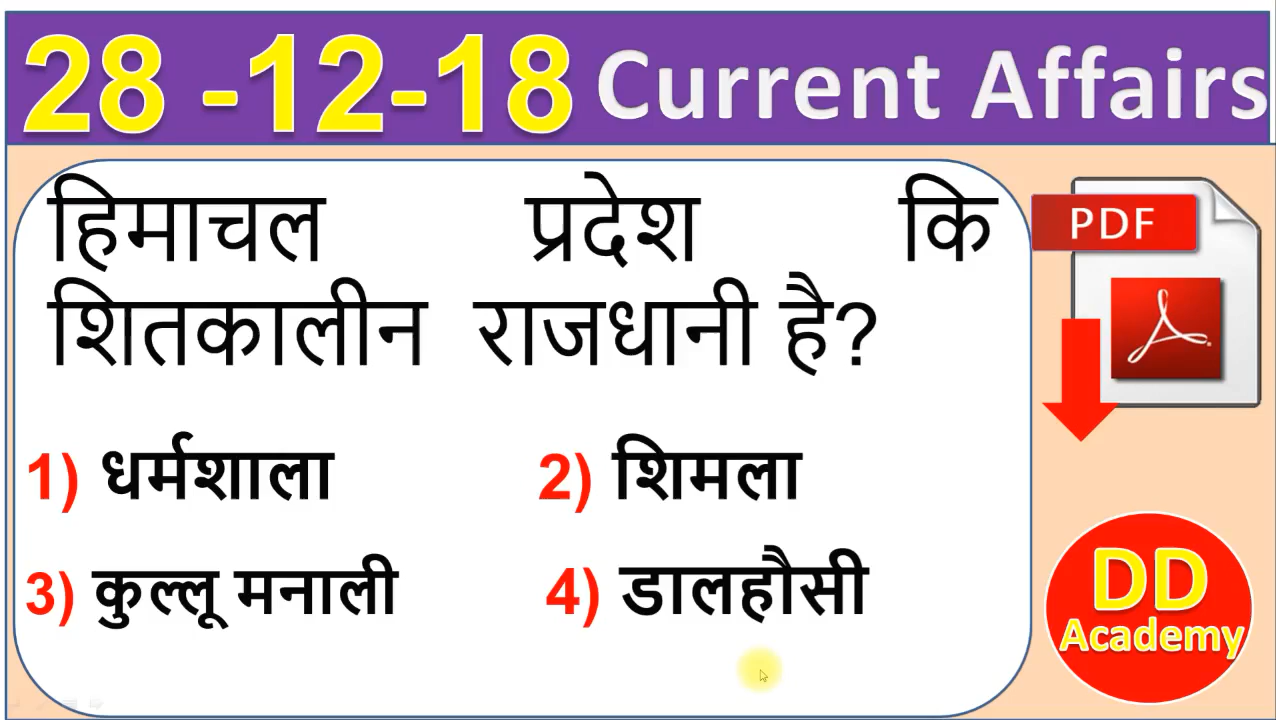 28 -12-18 Current Affairs
हिमाचल प्रदेश कि
शितकालीन राजधानी है?
1) धर्मशाला 2) शिमला
3) कुल्लू मनाली 4) डालहौसी
PDF
DD
Academy